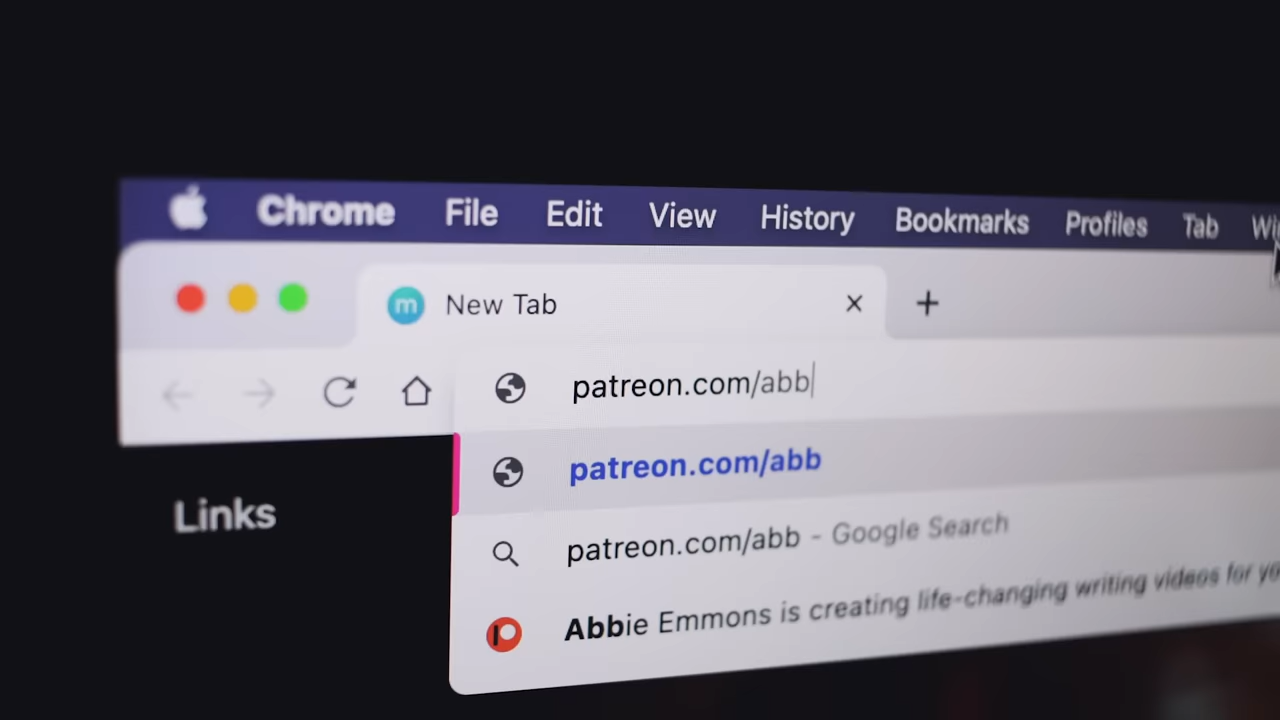 Chrome File Edit View History Bookmarks Profiles Tab
m New Tab
patreon.com/abb
patreon.com/abb
Links
patreon.com/abb - Google Search
Abbie Emmons is creating life-changing writing videos for